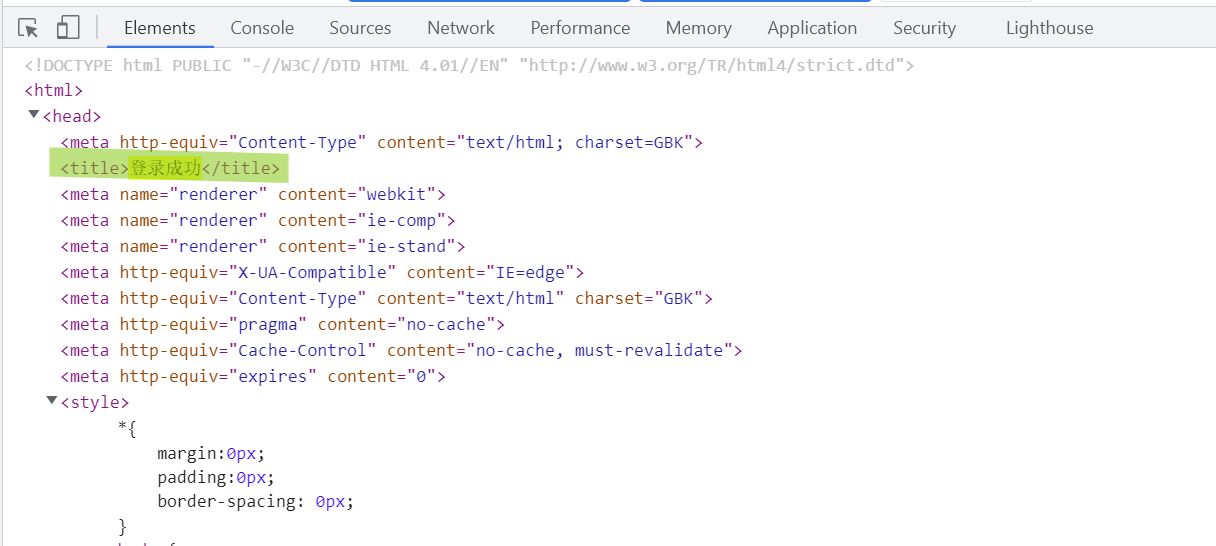 Elements Console Sources Network Performance Memory Application Security Lighthouse
<!DOCTYPE html PUBLIC "-//W3C//DTD HTML 4.01//EN" "http://www.w3.org/TR/html4/strict.dtd">
<html>
<head>
<meta http-equiv="Content-Type" content="text/html; charset=GBK">
<title>登录成功</title>
<meta name="renderer" content="webkit">
<meta name="renderer" content="ie-comp">
<meta name="renderer" content="ie-stand">
<meta http-equiv="X-UA-Compatible" content="IE=edge">
<meta http-equiv="Content-Type" content="text/html" charset="GBK">
<meta http-equiv="pragma" content="no-cache">
<meta http-equiv="Cache-Control" content="no-cache, must-revalidate">
<meta http-equiv="expires" content="0">
<style>
*{
margin:0px;
padding:0px;
border-spacing: 0px;
}